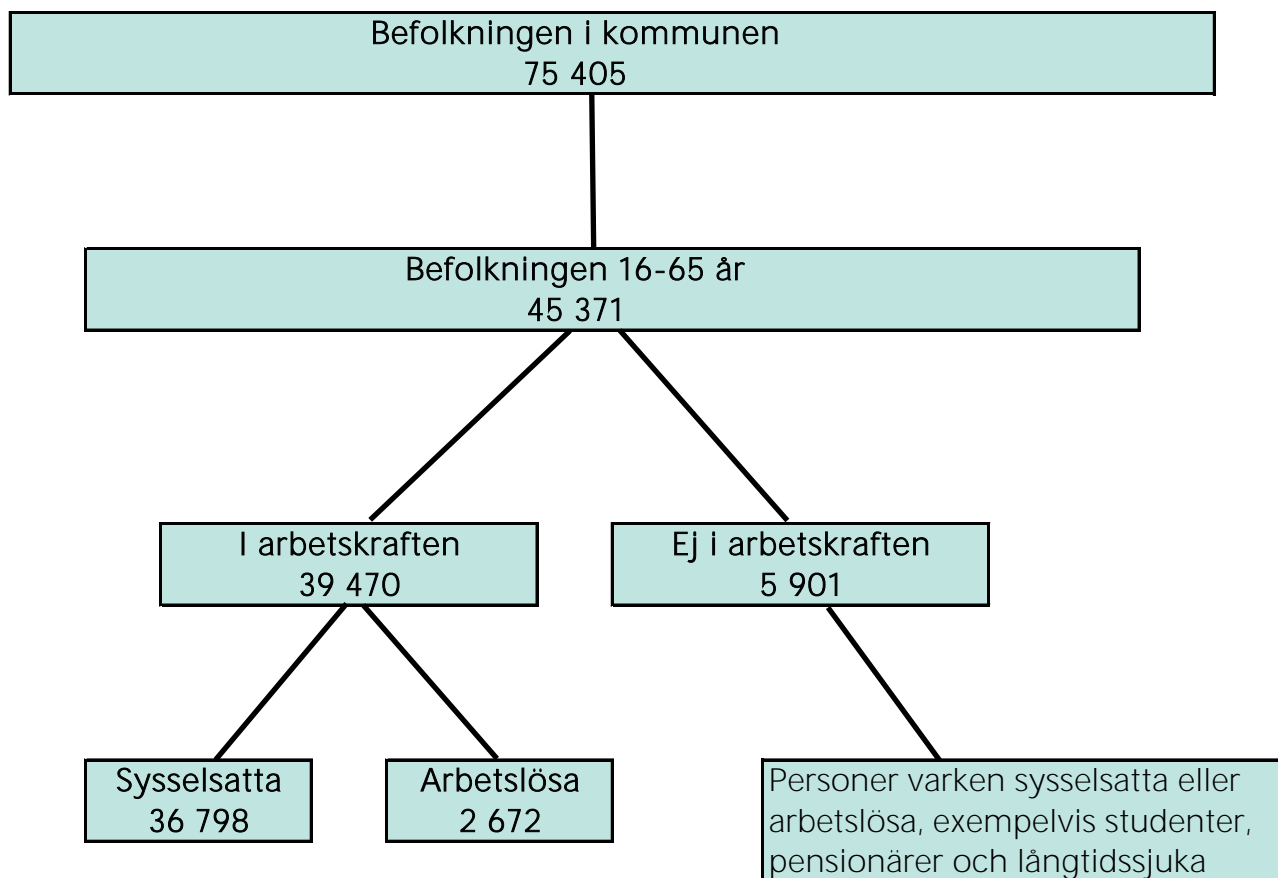 Befolkningen i kommunen
75 405
Befolkningen 16-65 år
45 371
I arbetskraften
39 470
Ej i arbetskraften
5 901
Sysselsatta
36 798
Arbetslösa
2 672
Personer varken sysselsatta eller
arbetslösa, exempelvis studenter,
pensionärer och långtidssjuka